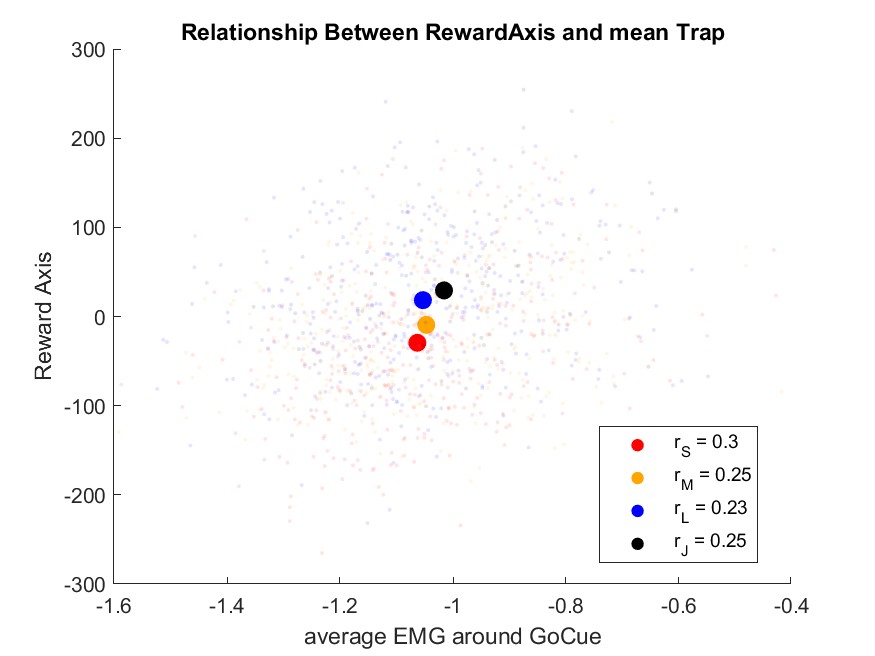 Relationship Between RewardAxis and mean Trap
300
200
100
0
-100
-200
-300
Reward Axis
-1.6
-1.4
-1.2
-1
-0.8
-0.6
-0.4
average EMG around GoCue
r_S = 0.3
r_M = 0.25
r_L = 0.23
r_J = 0.25